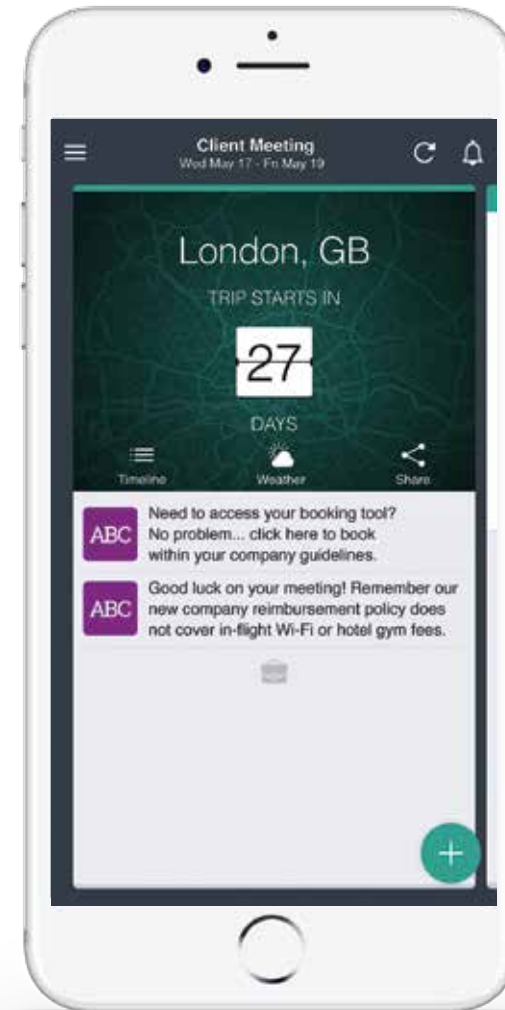 Client Meeting
Wed May 17 - Fri May 19
London, GB
TRIP STARTS IN
27
DAYS
Timeline
Weather
Share
ABC
Need to access your booking tool?
No problem... click here to book
within your company guidelines.
ABC
Good luck on your meeting! Remember our
new company reimbursement policy does
not cover in-flight Wi-Fi or hotel gym fees.